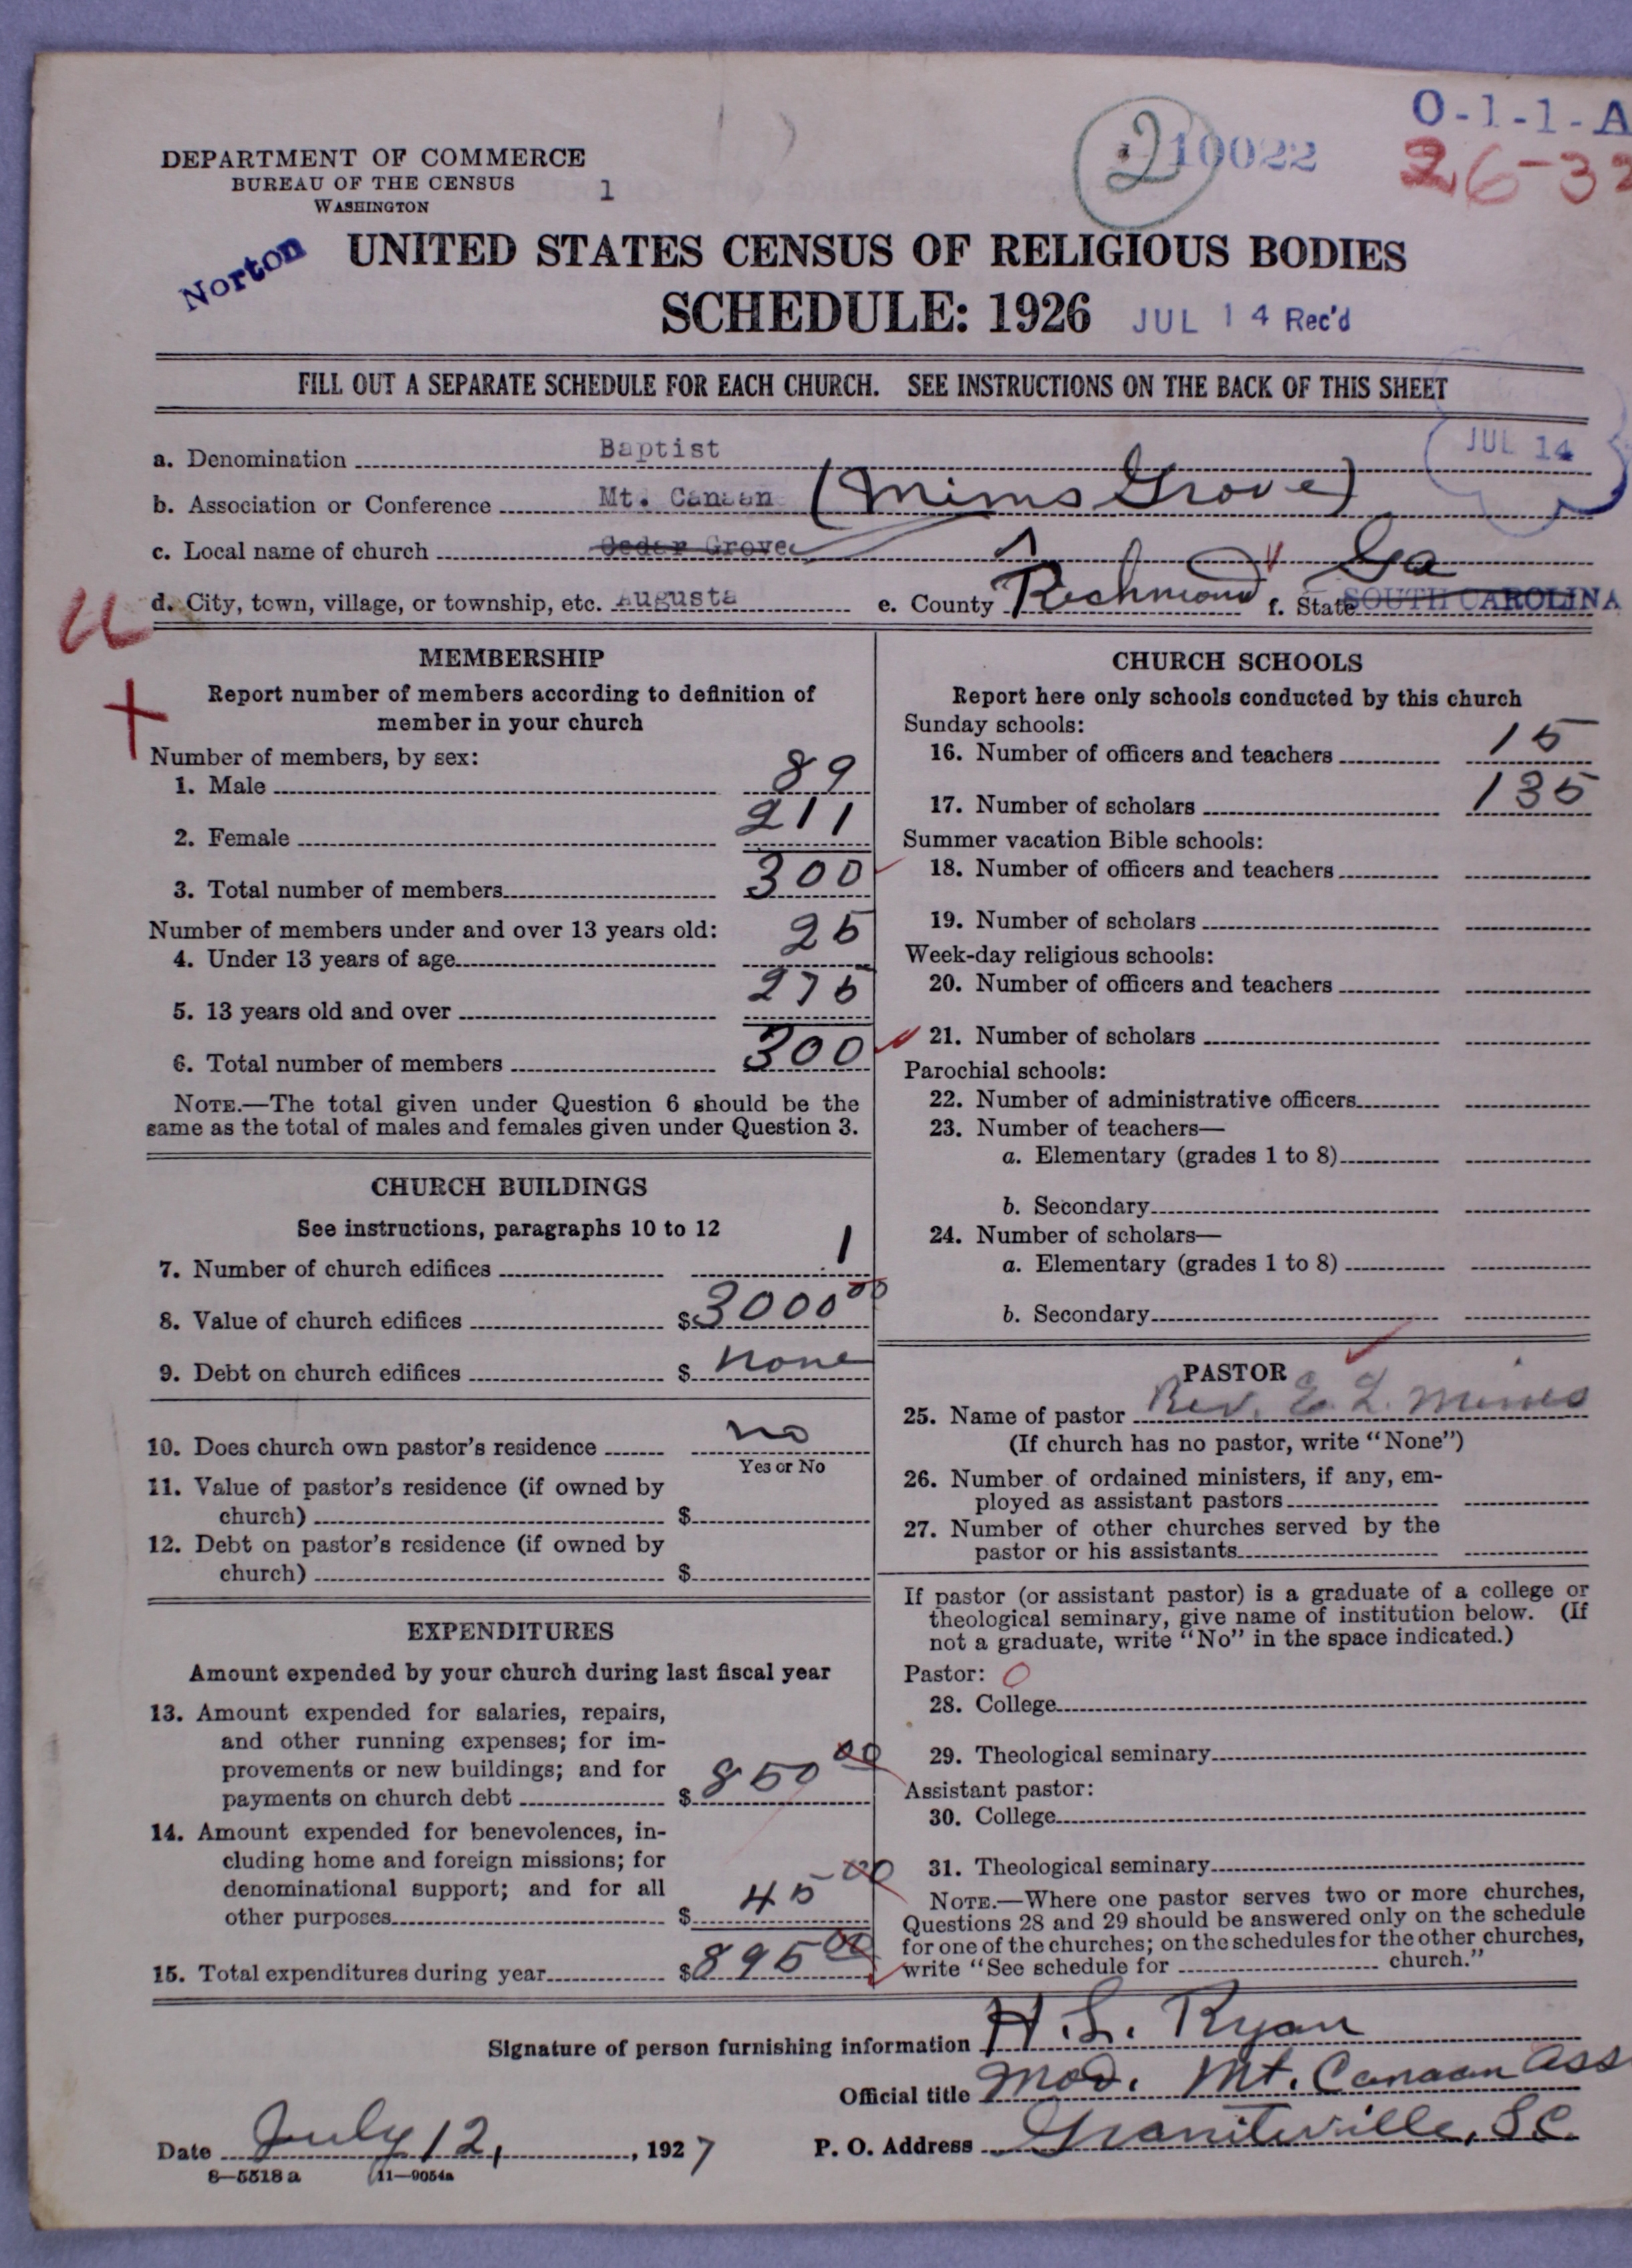 O-1-1-A
210022
26-32
DEPARTMENT OF COMMERCE
BUREAU OF THE CENSUS
WASHINGTON
1
Norton
UNITED STATES CENSUS OF RELIGIOUS BODIES
SCHEDULE: 1926
JUL 14 Rec'd
FILL OUT A SEPARATE SCHEDULE FOR EACH CHURCH. SEE INSTRUCTIONS ON THE BACK OF THIS SHEET
JUL 14
a. Denomination Baptist
b. Association or Conference Mt. Canaan (Mims Grove)
c. Local name of church Cedar Grove
d. City, town, village, or township, etc. Augusta e. County Richmond f. State SOUTH CAROLINA Ga
MEMBERSHIP
Report number of members according to definition of
member in your church
Number of members, by sex:
1. Male 89
2. Female 211
3. Total number of members 300
Number of members under and over 13 years old:
4. Under 13 years of age 25
5. 13 years old and over 275
6. Total number of members 300
NOTE.—The total given under Question 6 should be the
same as the total of males and females given under Question 3.
CHURCH BUILDINGS
See instructions, paragraphs 10 to 12
7. Number of church edifices 1
8. Value of church edifices $3000 00
9. Debt on church edifices $ none
10. Does church own pastor's residence no
Yes or No
11. Value of pastor's residence (if owned by
church) $
12. Debt on pastor's residence (if owned by
church) $
EXPENDITURES
Amount expended by your church during last fiscal year
13. Amount expended for salaries, repairs,
and other running expenses; for im-
provements or new buildings; and for
payments on church debt $ 850 00
14. Amount expended for benevolences, in-
cluding home and foreign missions; for
denominational support; and for all
other purposes $ 45 00
15. Total expenditures during year $895 00
CHURCH SCHOOLS
Report here only schools conducted by this church
Sunday schools:
16. Number of officers and teachers 15
17. Number of scholars 135
Summer vacation Bible schools:
18. Number of officers and teachers
19. Number of scholars
Week-day religious schools:
20. Number of officers and teachers
21. Number of scholars
Parochial schools:
22. Number of administrative officers
23. Number of teachers—
a. Elementary (grades 1 to 8)
b. Secondary
24. Number of scholars—
a. Elementary (grades 1 to 8)
b. Secondary
PASTOR
25. Name of pastor Rev. E. L. Mims
(If church has no pastor, write "None")
26. Number of ordained ministers, if any, em-
ployed as assistant pastors
27. Number of other churches served by the
pastor or his assistants
If pastor (or assistant pastor) is a graduate of a college or
theological seminary, give name of institution below. (If
not a graduate, write "No" in the space indicated.)
Pastor: 0
28. College
29. Theological seminary
Assistant pastor:
30. College
31. Theological seminary
NOTE.—Where one pastor serves two or more churches,
Questions 28 and 29 should be answered only on the schedule
for one of the churches; on the schedules for the other churches,
write "See schedule for church."
Signature of person furnishing information H. L. Ryan
Official title Mod. Mt. Canaan Ass
Date July 12, , 1927 P. O. Address Graniteville, S.C.
8—5518 a 11—9054a